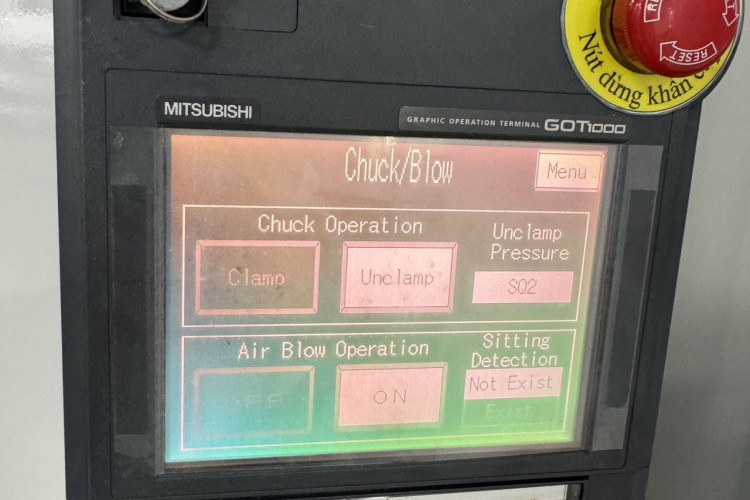 RESET
Nút dừng khẩn
MITSUBISHI
GRAPHIC OPERATION TERMINAL GOT1000
Chuck/Blow
Menu
Chuck Operation
Unclamp
Pressure
Clamp
Unclamp
SQ2
Air Blow Operation
Sitting
Detection
OFF
ON
Not Exist
Exist